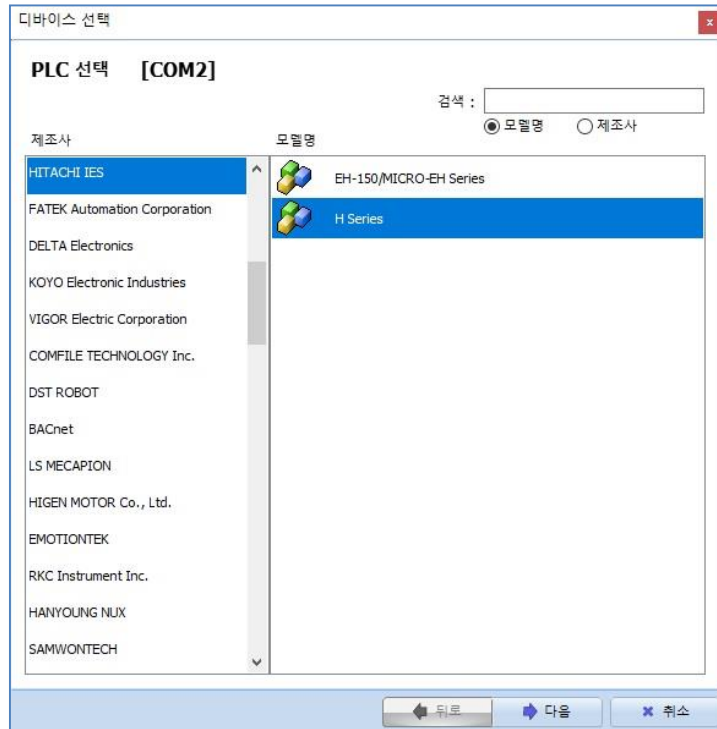 디바이스 선택
PLC 선택 [COM2]
검색 :
모델명 제조사
제조사 모델명
HITACHI IES
FATEK Automation Corporation
DELTA Electronics
KOYO Electronic Industries
VIGOR Electric Corporation
COMFILE TECHNOLOGY Inc.
DST ROBOT
BACnet
LS MECAPION
HIGEN MOTOR Co., Ltd.
EMOTIONTEK
RKC Instrument Inc.
HANYOUNG NUX
SAMWONTECH
EH-150/MICRO-EH Series
H Series
뒤로 다음 취소